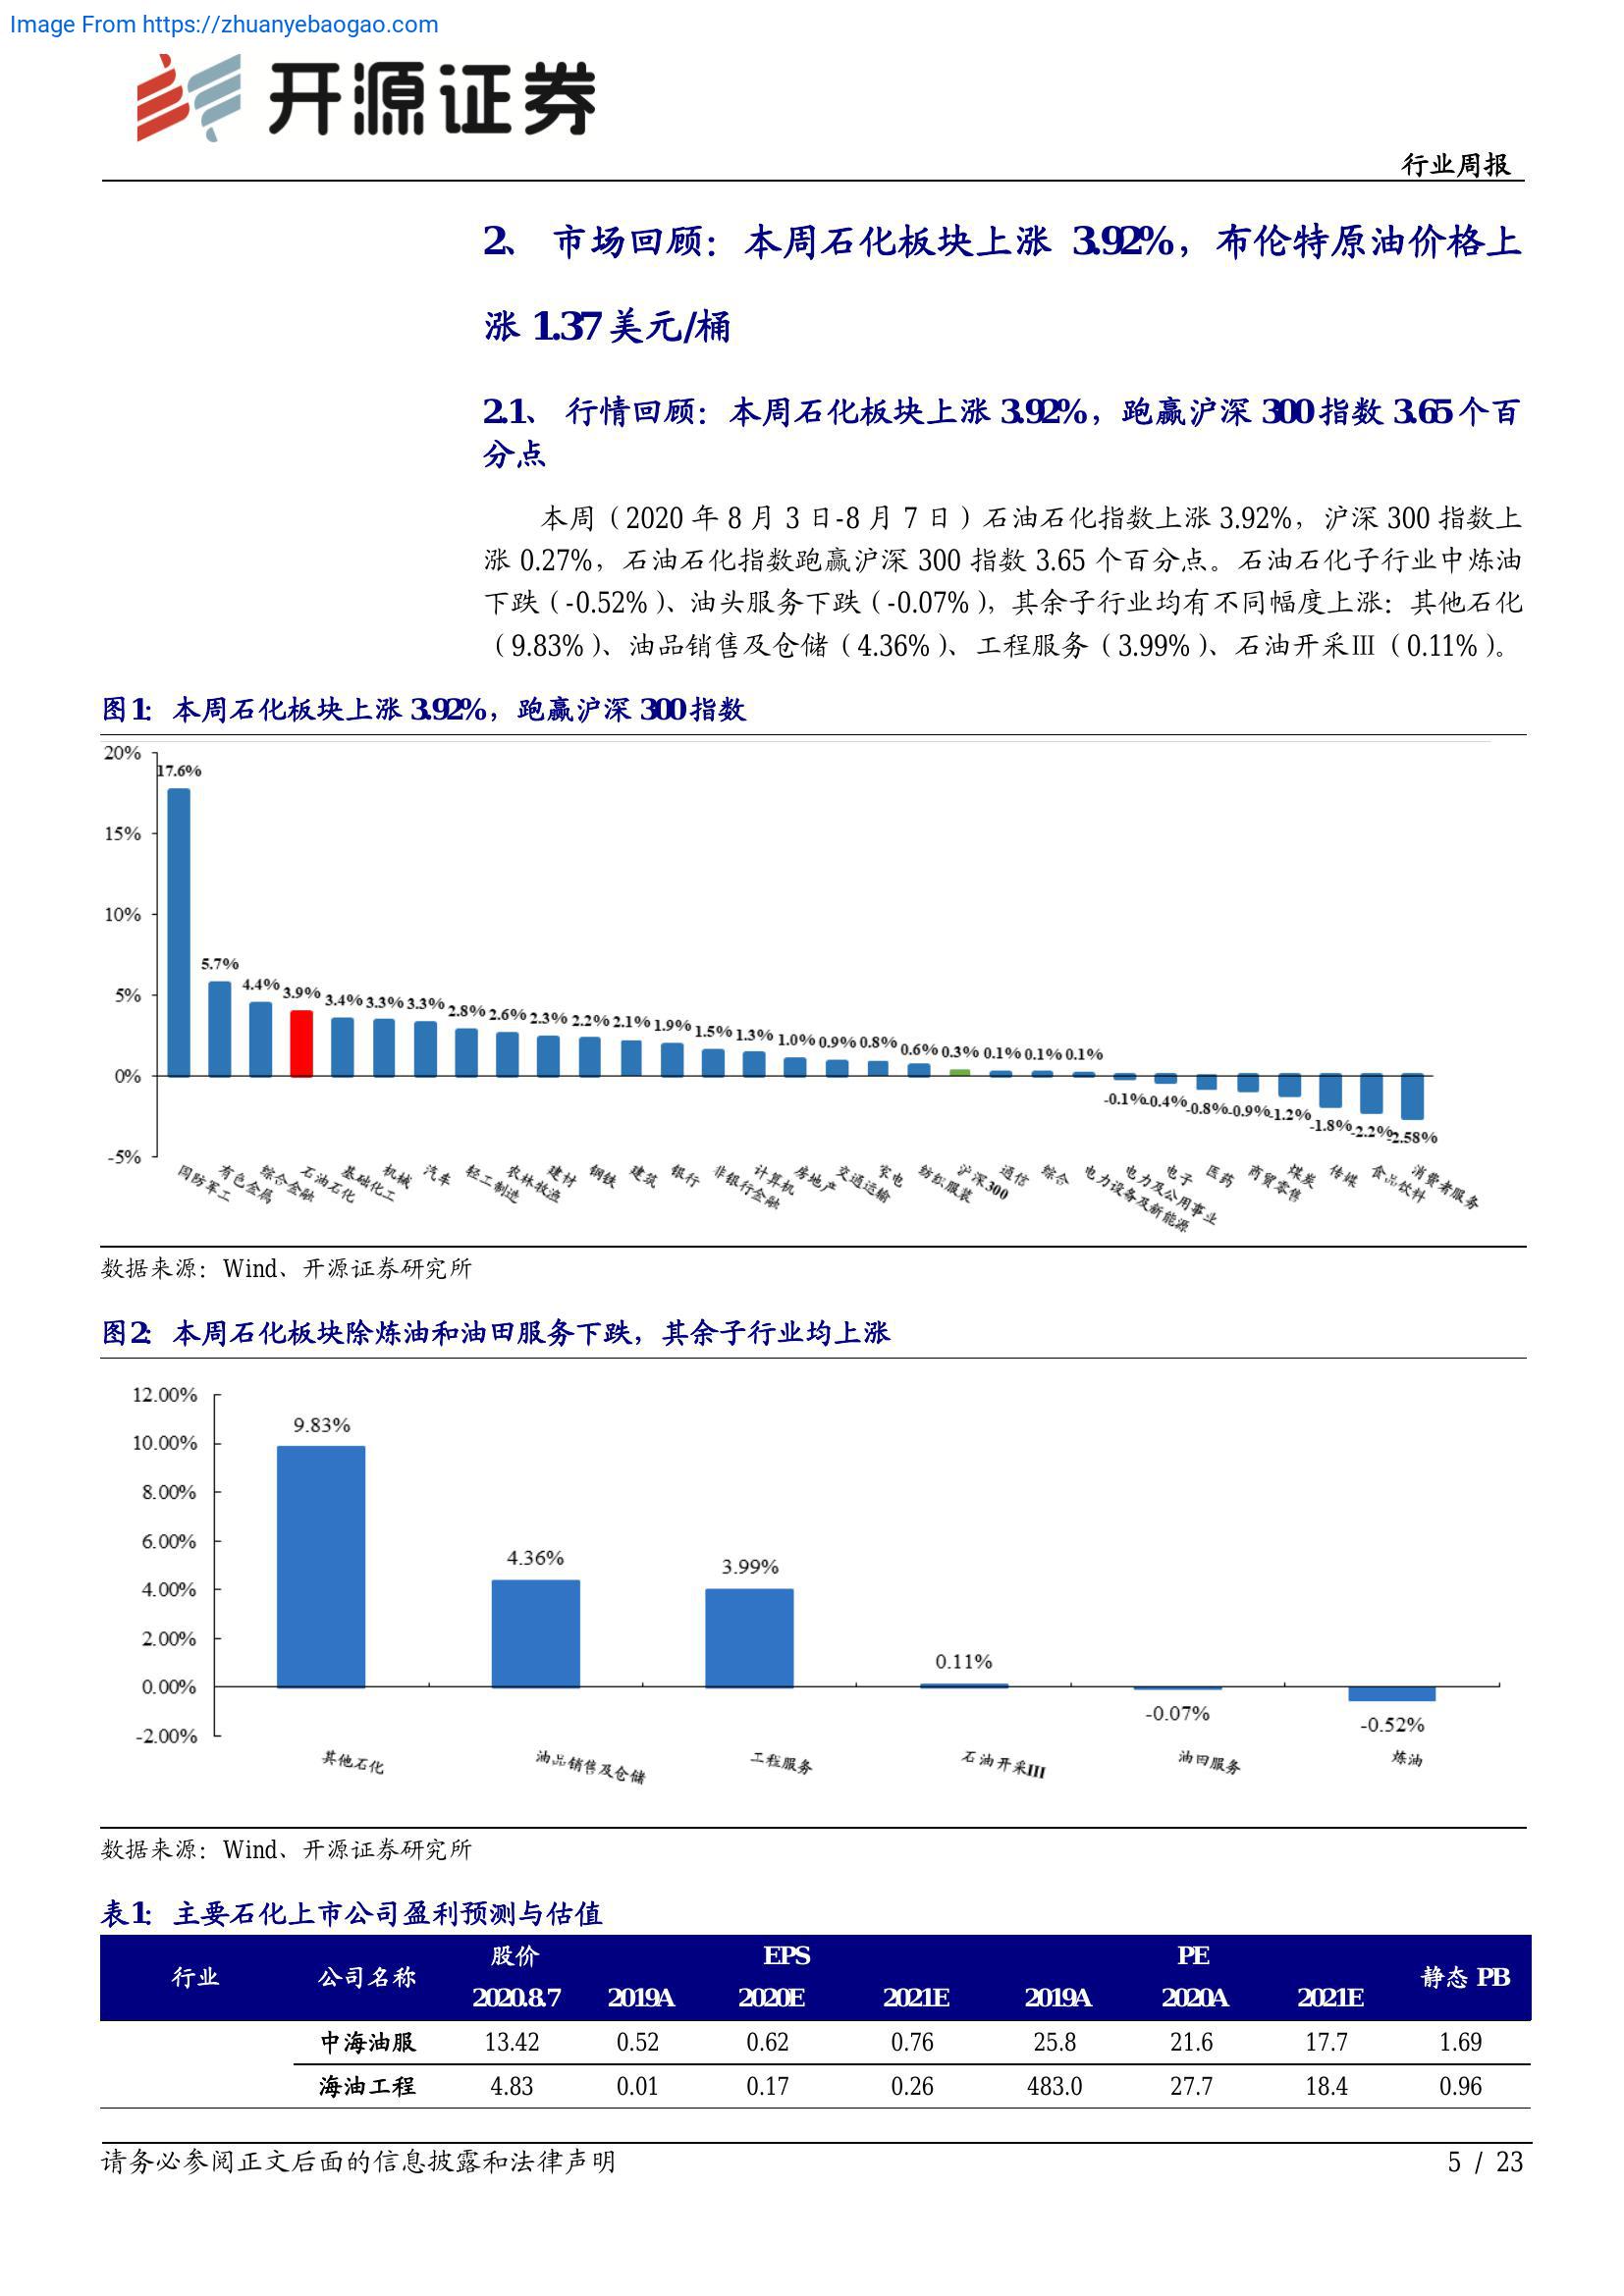 Image From https://zhuanyebaogao.com
开源证券
行业周报
2、 市场回顾：本周石化板块上涨 3.92%，布伦特原油价格上
涨 1.37 美元/桶
2.1、 行情回顾：本周石化板块上涨 3.92%，跑赢沪深 300 指数 3.65 个百
分点
本周（2020 年 8 月 3 日-8 月 7 日）石油石化指数上涨 3.92%，沪深 300 指数上
涨 0.27%，石油石化指数跑赢沪深 300 指数 3.65 个百分点。石油石化子行业中炼油
下跌（-0.52%）、油头服务下跌（-0.07%），其余子行业均有不同幅度上涨：其他石化
（9.83%）、油品销售及仓储（4.36%）、工程服务（3.99%）、石油开采Ⅲ（0.11%）。
图1：本周石化板块上涨 3.92%，跑赢沪深 300 指数
20%
15%
10%
5%
0%
-5%
17.6% 5.7% 4.4% 3.9% 3.4% 3.3% 3.3% 2.8% 2.6% 2.3% 2.2% 2.1% 1.9% 1.5% 1.3% 1.0% 0.9% 0.8% 0.6% 0.3% 0.1% 0.1% 0.1% -0.1% -0.4% -0.8% -0.9% -1.2% -1.8% -2.2% -2.58%
国防军工 有色金属 综合金融 石油石化 基础化工 机械 汽车 轻工制造 农林牧渔 建材 钢铁 建筑 银行 非银行金融 计算机 房地产 交通运输 家电 纺织服装 沪深300 通信 综合 电力设备及新能源 电力及公用事业 电子 医药 商贸零售 煤炭 传媒 食品饮料 消费者服务
数据来源：Wind、开源证券研究所
图2：本周石化板块除炼油和油田服务下跌，其余子行业均上涨
12.00%
10.00%
8.00%
6.00%
4.00%
2.00%
0.00%
-2.00%
9.83% 4.36% 3.99% 0.11% -0.07% -0.52%
其他石化 油品销售及仓储 工程服务 石油开采III 油田服务 炼油
数据来源：Wind、开源证券研究所
表1：主要石化上市公司盈利预测与估值
行业 公司名称 股价 EPS PE 静态 PB
2020.8.7 2019A 2020E 2021E 2019A 2020A 2021E
中海油服 13.42 0.52 0.62 0.76 25.8 21.6 17.7 1.69
海油工程 4.83 0.01 0.17 0.26 483.0 27.7 18.4 0.96
请务必参阅正文后面的信息披露和法律声明 5 / 23